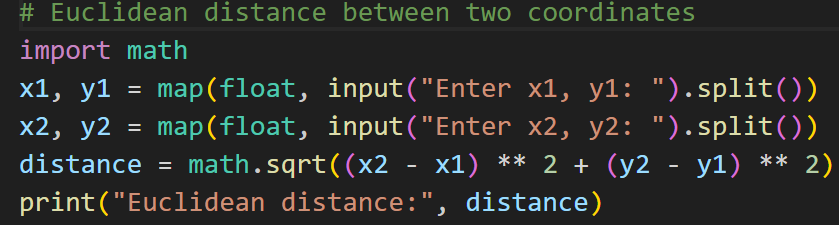 # Euclidean distance between two coordinates
import math
x1, y1 = map(float, input("Enter x1, y1: ").split())
x2, y2 = map(float, input("Enter x2, y2: ").split())
distance = math.sqrt((x2 - x1) ** 2 + (y2 - y1) ** 2)
print("Euclidean distance:", distance)